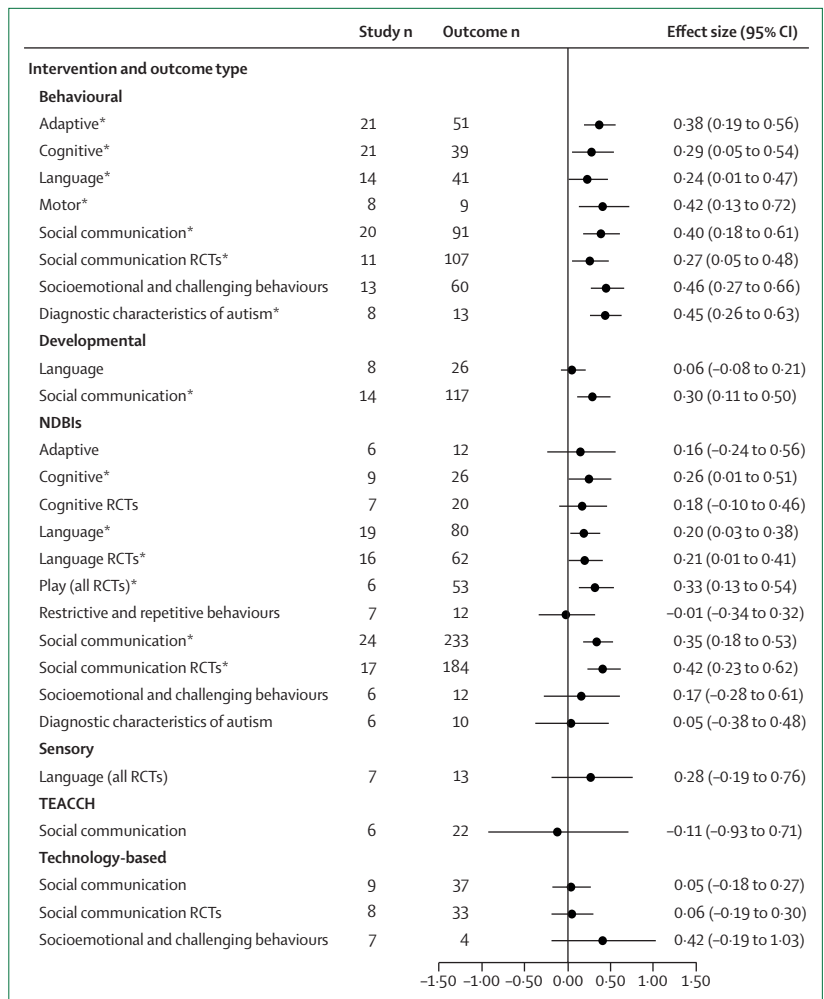 Study n Outcome n Effect size (95% CI)
Intervention and outcome type
Behavioural
Adaptive* 21 51 0·38 (0·19 to 0·56)
Cognitive* 21 39 0·29 (0·05 to 0·54)
Language* 14 41 0·24 (0·01 to 0·47)
Motor* 8 9 0·42 (0·13 to 0·72)
Social communication* 20 91 0·40 (0·18 to 0·61)
Social communication RCTs* 11 107 0·27 (0·05 to 0·48)
Socioemotional and challenging behaviours 13 60 0·46 (0·27 to 0·66)
Diagnostic characteristics of autism* 8 13 0·45 (0·26 to 0·63)
Developmental
Language 8 26 0·06 (–0·08 to 0·21)
Social communication* 14 117 0·30 (0·11 to 0·50)
NDBIs
Adaptive 6 12 0·16 (–0·24 to 0·56)
Cognitive* 9 26 0·26 (0·01 to 0·51)
Cognitive RCTs 7 20 0·18 (–0·10 to 0·46)
Language* 19 80 0·20 (0·03 to 0·38)
Language RCTs* 16 62 0·21 (0·01 to 0·41)
Play (all RCTs)* 6 53 0·33 (0·13 to 0·54)
Restrictive and repetitive behaviours 7 12 –0·01 (–0·34 to 0·32)
Social communication* 24 233 0·35 (0·18 to 0·53)
Social communication RCTs* 17 184 0·42 (0·23 to 0·62)
Socioemotional and challenging behaviours 6 12 0·17 (–0·28 to 0·61)
Diagnostic characteristics of autism 6 10 0·05 (–0·38 to 0·48)
Sensory
Language (all RCTs) 7 13 0·28 (–0·19 to 0·76)
TEACCH
Social communication 6 22 –0·11 (–0·93 to 0·71)
Technology-based
Social communication 9 37 0·05 (–0·18 to 0·27)
Social communication RCTs 8 33 0·06 (–0·19 to 0·30)
Socioemotional and challenging behaviours 7 4 0·42 (–0·19 to 1·03)
–1·50 –1·00 –0·50 0·00 0·50 1·00 1·50